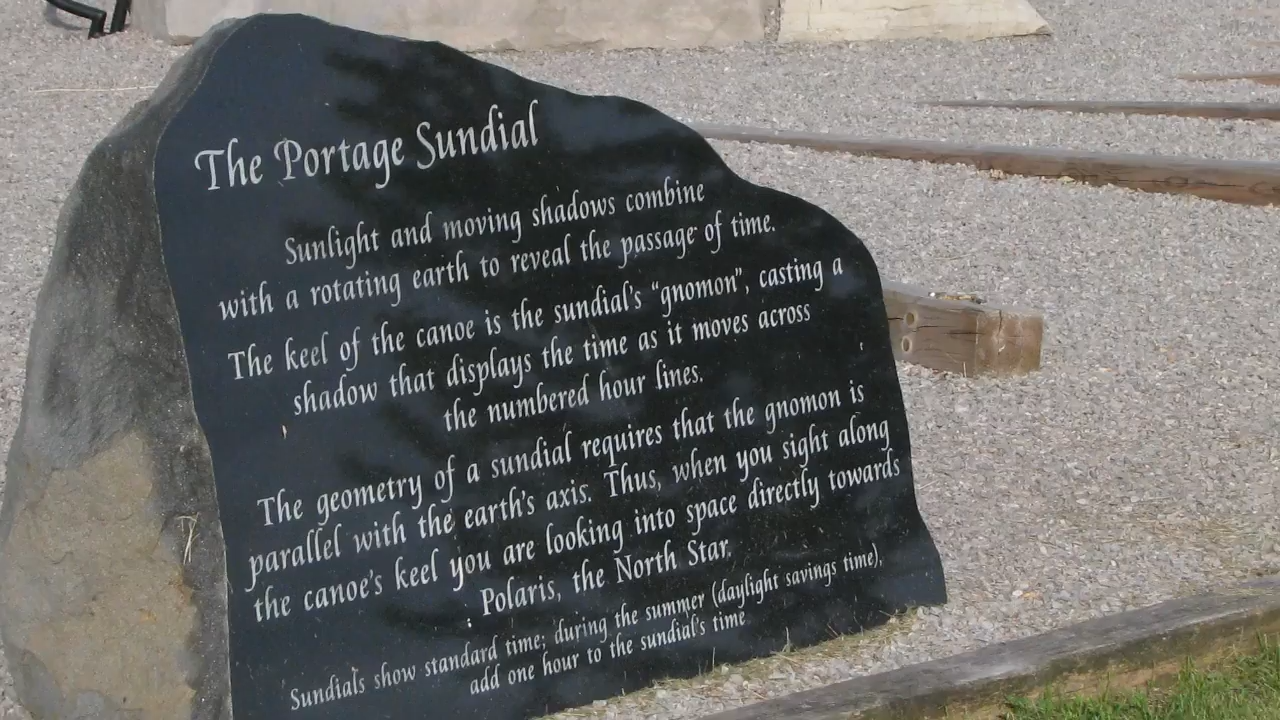 The Portage Sundial
Sunlight and moving shadows combine
with a rotating earth to reveal the passage of time.
The keel of the canoe is the sundial's "gnomon", casting a
shadow that displays the time as it moves across
the numbered hour lines.
The geometry of a sundial requires that the gnomon is
parallel with the earth's axis. Thus, when you sight along
the canoe's keel you are looking into space directly towards
Polaris, the North Star.
Sundials show standard time; during the summer (daylight savings time),
add one hour to the sundial's time